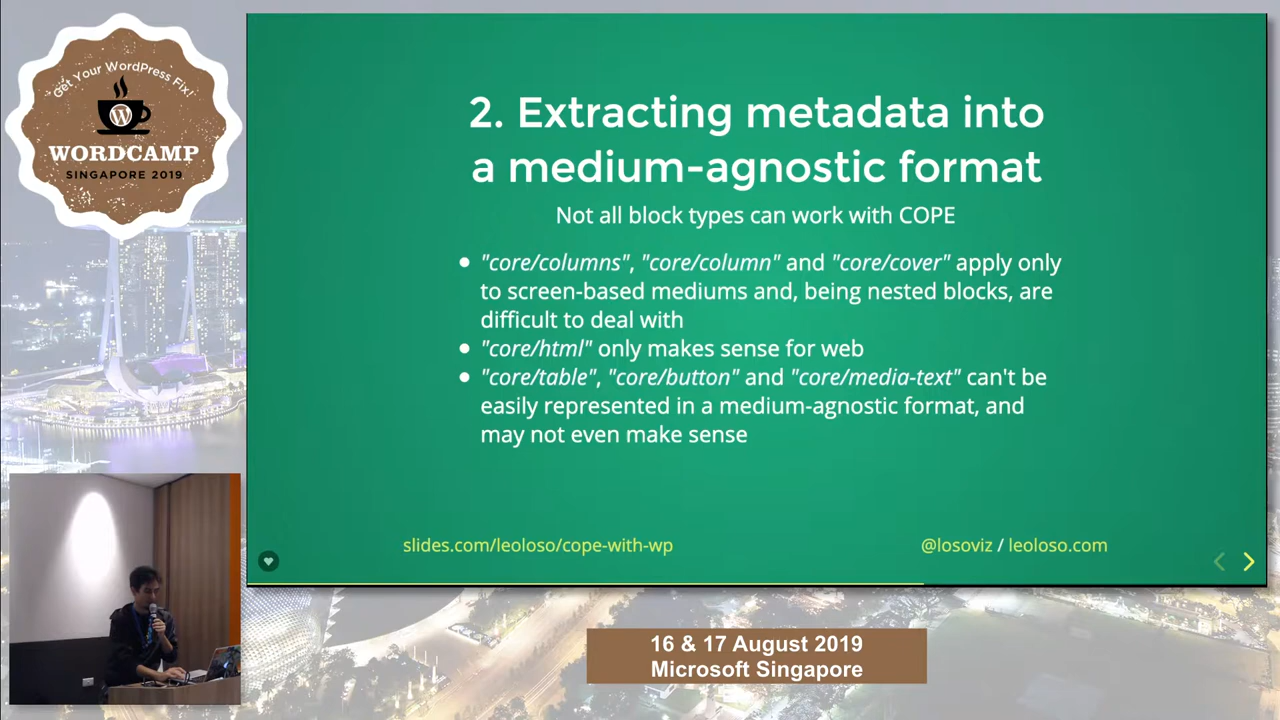 Get Your WordPress Fix!
WORDCAMP
SINGAPORE 2019
2. Extracting metadata into
a medium-agnostic format
Not all block types can work with COPE
"core/columns", "core/column" and "core/cover" apply only
to screen-based mediums and, being nested blocks, are
difficult to deal with
"core/html" only makes sense for web
"core/table", "core/button" and "core/media-text" can't be
easily represented in a medium-agnostic format, and
may not even make sense
slides.com/leoloso/cope-with-wp
@losoviz / leoloso.com
16 & 17 August 2019
Microsoft Singapore